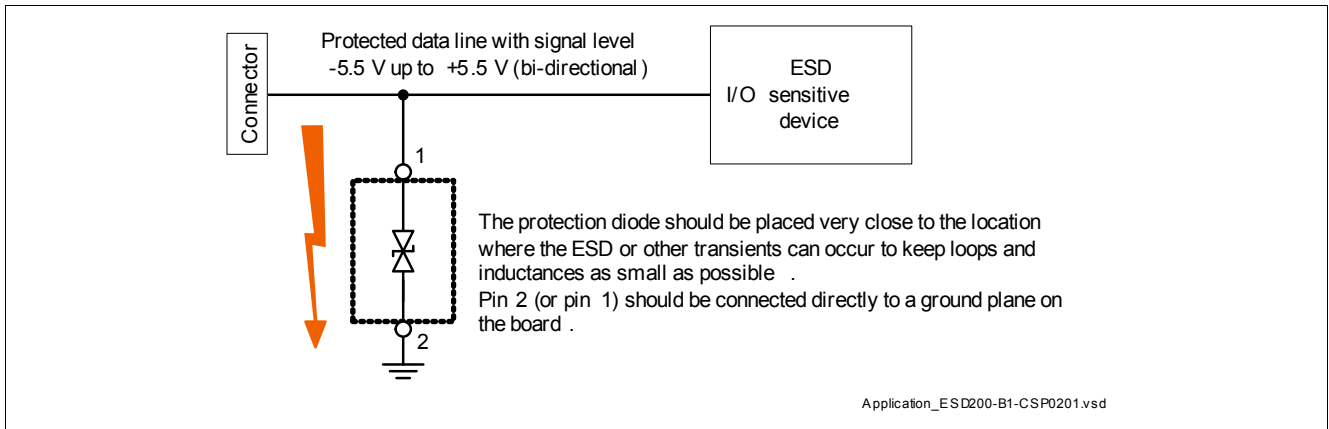 Connector
Protected data line with signal level
-5.5 V up to +5.5 V (bi-directional)
ESD
I/O sensitive
device
1
The protection diode should be placed very close to the location
where the ESD or other transients can occur to keep loops and
inductances as small as possible .
Pin 2 (or pin 1) should be connected directly to a ground plane on
the board .
2
Application_ESD200-B1-CSP0201.vsd